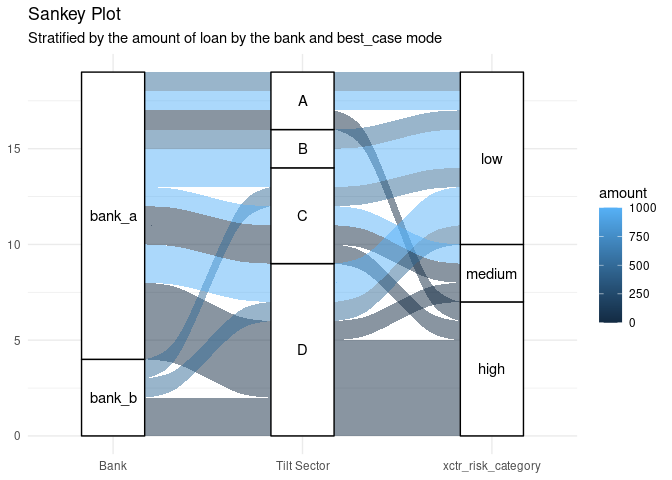 Sankey Plot
Stratified by the amount of loan by the bank and best_case mode
A
B
15
low
amount
1000
bank_a
C
750
10
500
medium
250
0
D
5
high
bank_b
0
Bank
Tilt Sector
xctr_risk_category